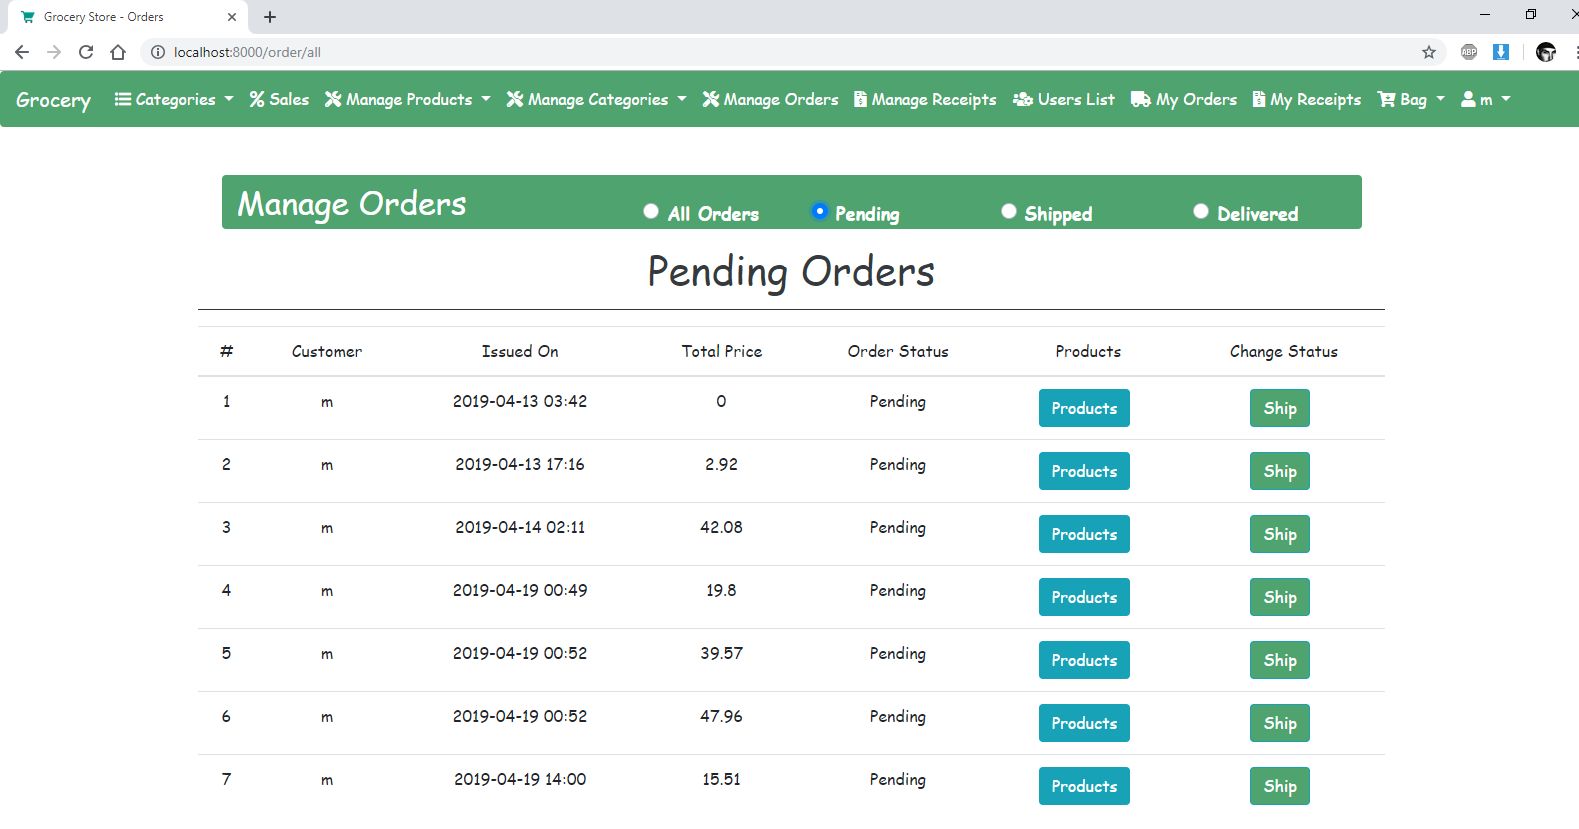 Grocery Store - Orders
localhost:8000/order/all
ABP
Grocery Categories Sales Manage Products Manage Categories Manage Orders Manage Receipts Users List My Orders My Receipts Bag m
Manage Orders All Orders Pending Shipped Delivered
Pending Orders
# Customer Issued On Total Price Order Status Products Change Status
1 m 2019-04-13 03:42 0 Pending Products Ship
2 m 2019-04-13 17:16 2.92 Pending Products Ship
3 m 2019-04-14 02:11 42.08 Pending Products Ship
4 m 2019-04-19 00:49 19.8 Pending Products Ship
5 m 2019-04-19 00:52 39.57 Pending Products Ship
6 m 2019-04-19 00:52 47.96 Pending Products Ship
7 m 2019-04-19 14:00 15.51 Pending Products Ship